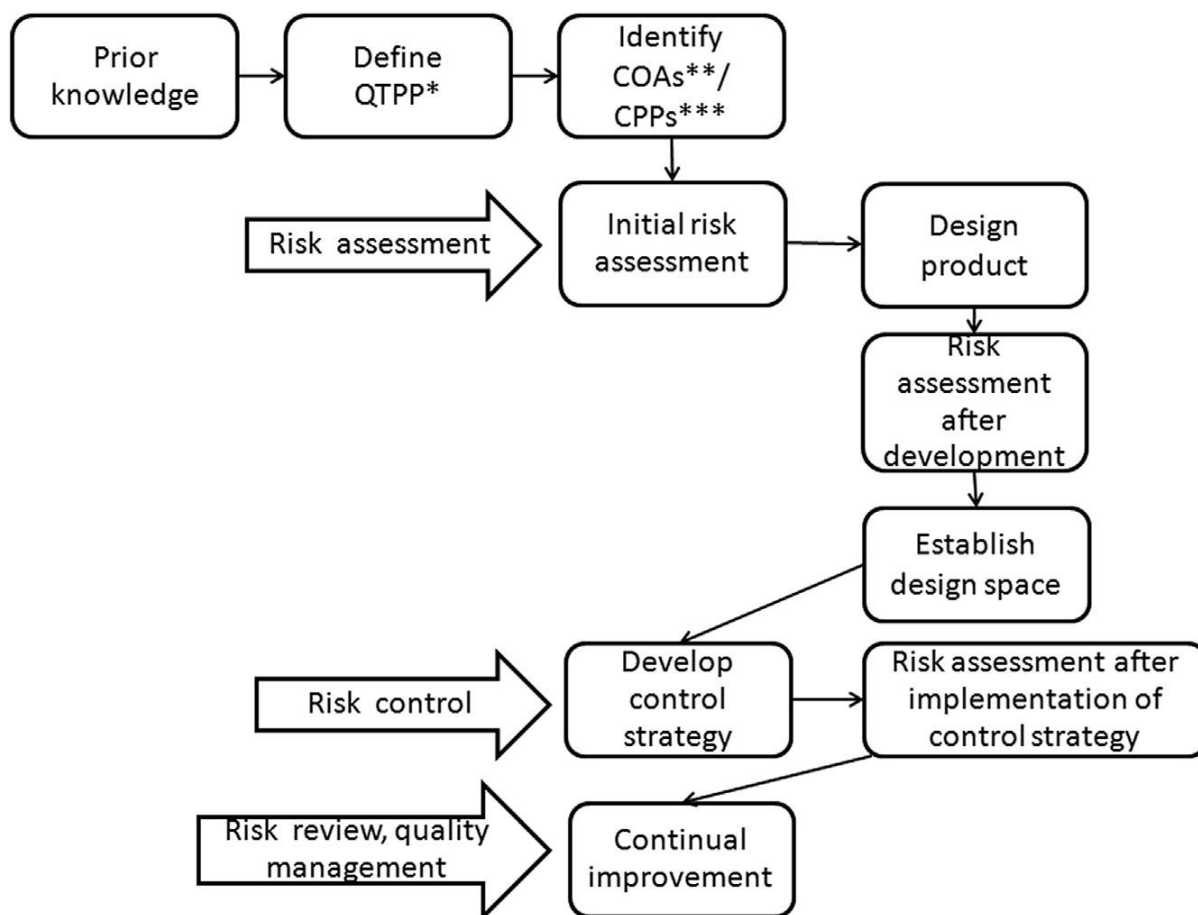 Prior
knowledge
Define
QTPP*
Identify
COAs**/
CPPs***
Risk assessment
Initial risk
assessment
Design
product
Risk
assessment
after
development
Establish
design space
Risk control
Develop
control
strategy
Risk assessment after
implementation of
control strategy
Risk review, quality
management
Continual
improvement